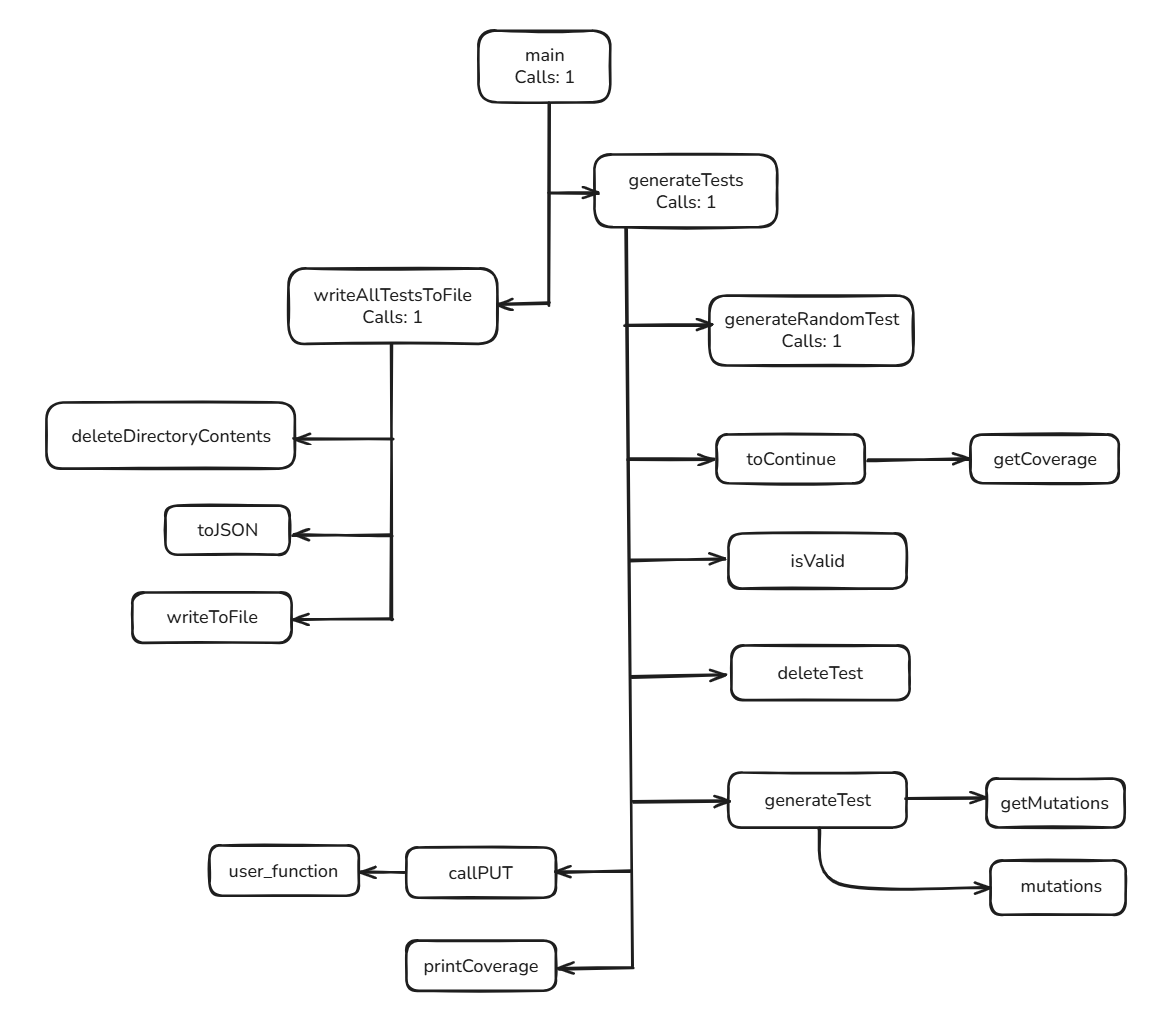 main
Calls: 1
generateTests
Calls: 1
writeAllTestsToFile
Calls: 1
generateRandomTest
Calls: 1
deleteDirectoryContents
toContinue
getCoverage
toJSON
isValid
writeToFile
deleteTest
generateTest
getMutations
user_function
callPUT
mutations
printCoverage